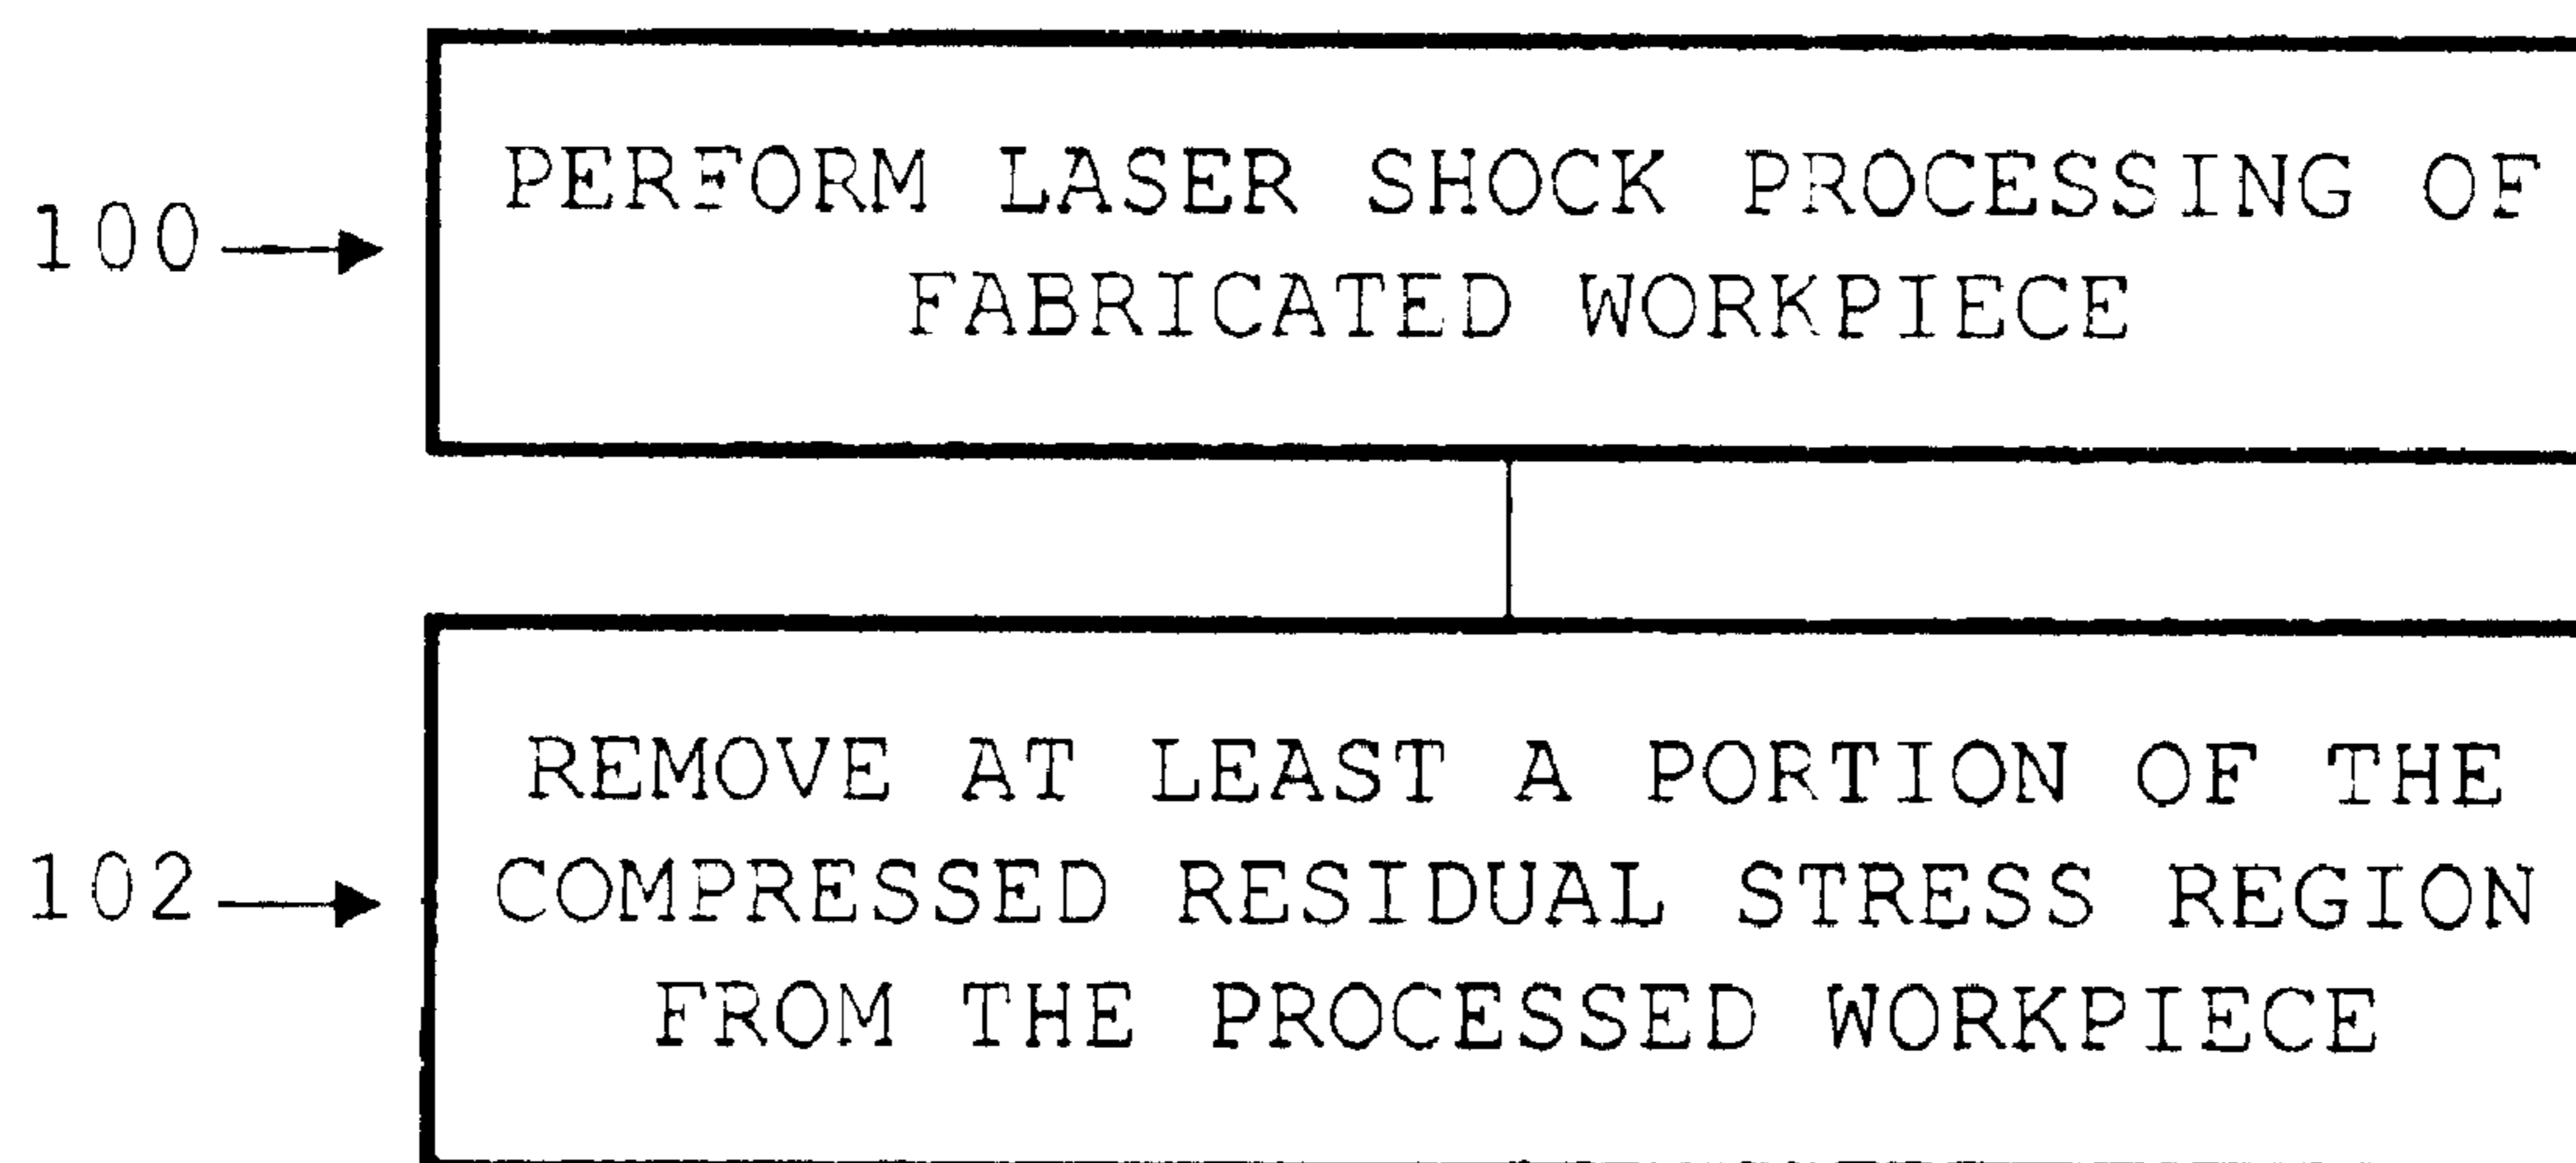 100 PERFORM LASER SHOCK PROCESSING OF
FABRICATED WORKPIECE
REMOVE AT LEAST A PORTION OF THE
102 COMPRESSED RESIDUAL STRESS REGION
FROM THE PROCESSED WORKPIECE